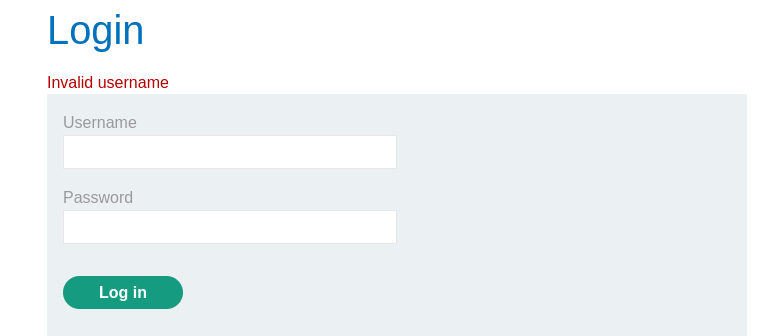 Login
Invalid username
Username
Password
Log in